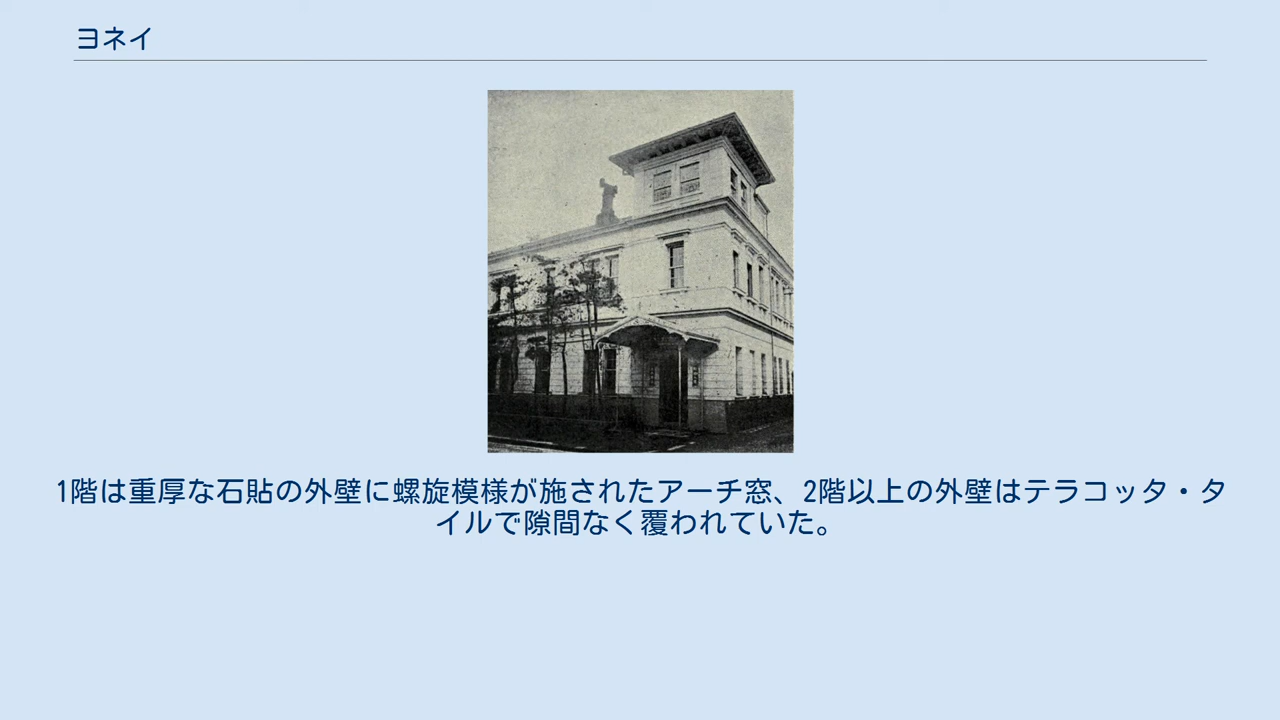 ヨネイ
1階は重厚な石貼の外壁に螺旋模様が施されたアーチ窓、2階以上の外壁はテラコッタ・タ
イルで隙間なく覆われていた。